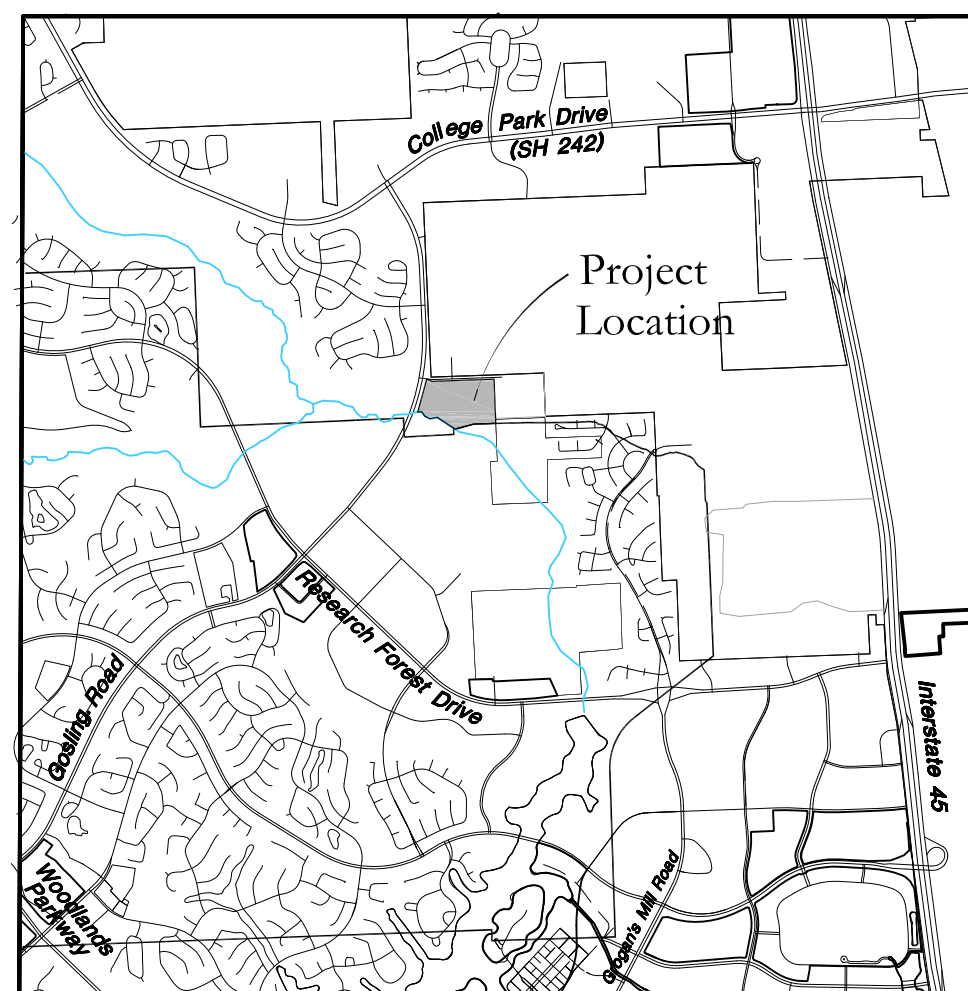 College Park Drive
(SH 242)
Project
Location
Research Forest Drive
Gosling Road
Interstate 45
Woodlands
Parkway
Grogan's Mill Road